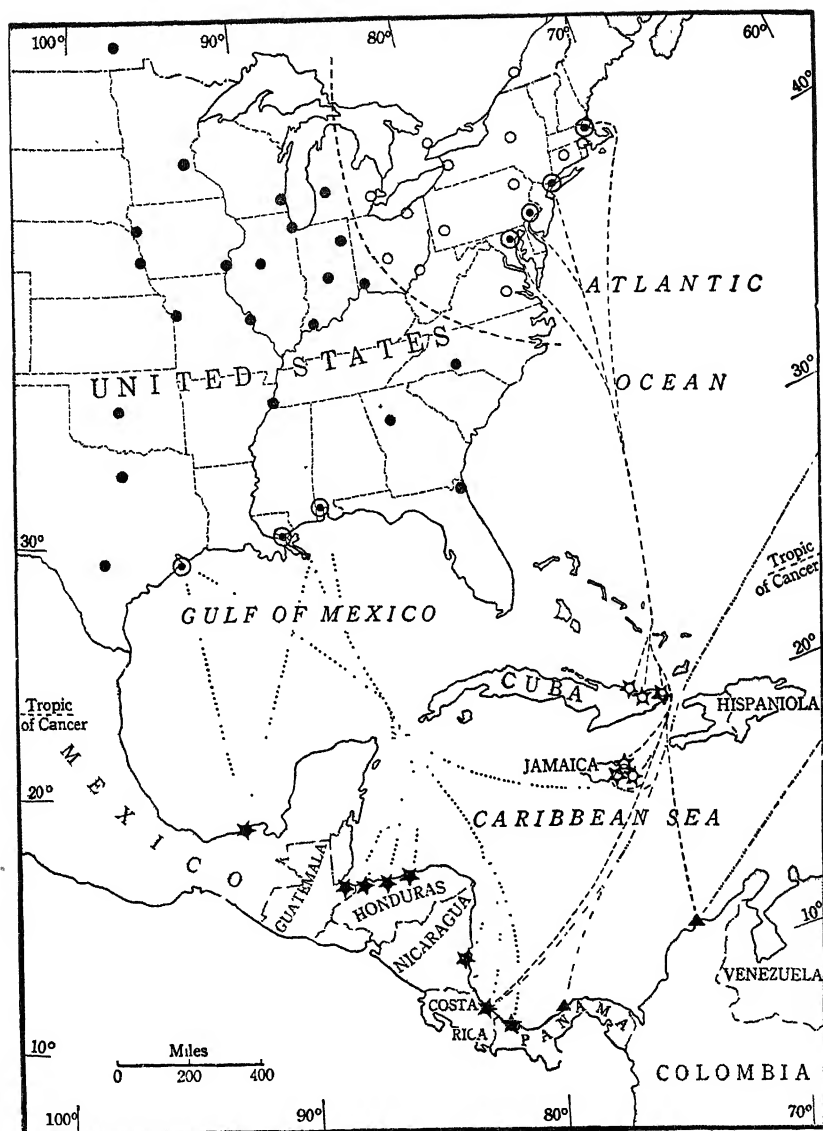 100°
90°
80°
70°
60°
40°
ATLANTIC
UNITED STATES
OCEAN
30°
30°
Tropic
of Cancer
GULF OF MEXICO
20°
CUBA
HISPANIOLA
Tropic
of Cancer
JAMAICA
MEXICO
20°
CARIBBEAN SEA
GUATEMALA
HONDURAS
10°
NICARAGUA
VENEZUELA
COSTA
RICA
PANAMA
Miles
0 200 400
10°
COLOMBIA
100°
90°
80°
70°